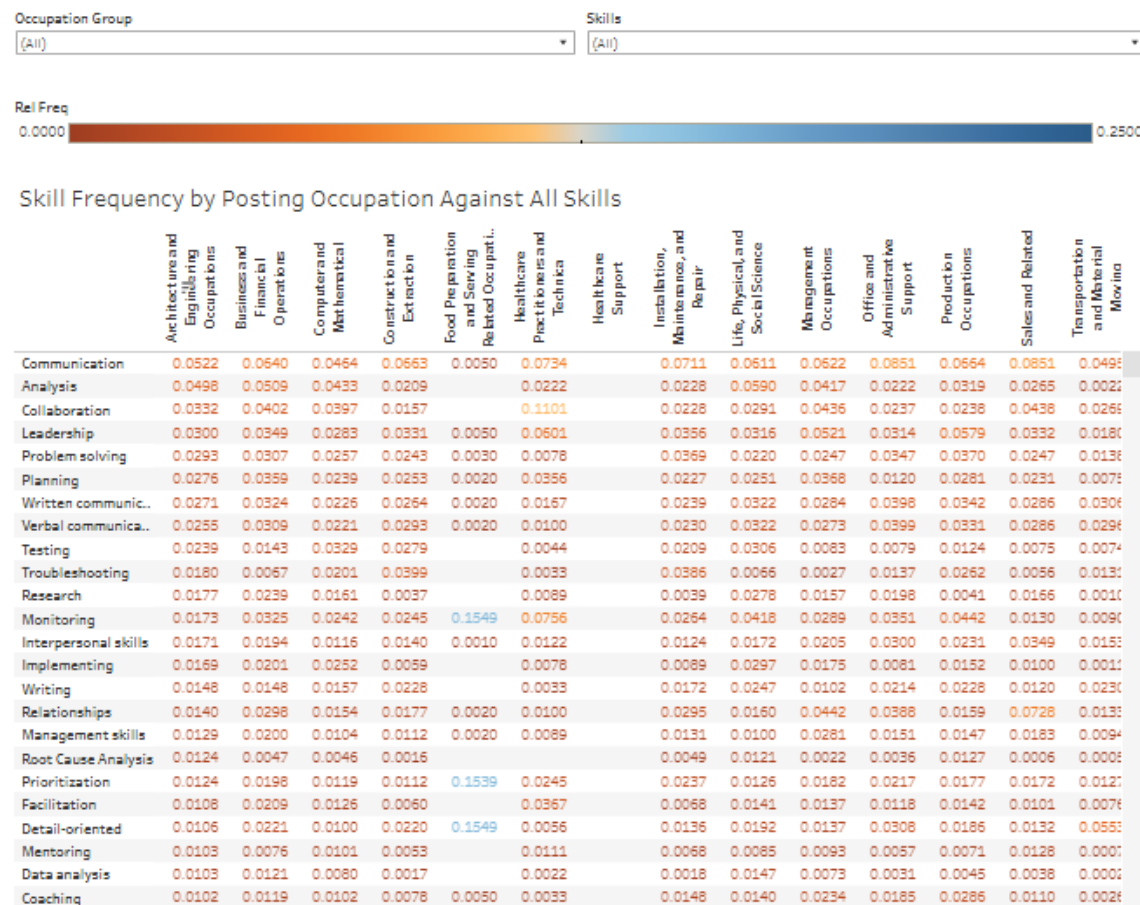 Occupation Group
Skills
(All)
(All)
Rel Freq
0.0000
0.2500
Skill Frequency by Posting Occupation Against All Skills
Architecture and
Engineering
Occupations
Business and
Financial
Operations
Computer and
Mathematical
Construction and
Extraction
Food Preparation
and Serving
Related Occupati..
Healthcare
Practitioners and
Technica
Healthcare
Support
Installation,
Maintenance, and
Repair
Life, Physical, and
Social Science
Management
Occupations
Office and
Administrative
Support
Production
Occupations
Sales and Related
Transportation
and Material
Moving
Communication 0.0522 0.0640 0.0464 0.0663 0.0050 0.0734 0.0711 0.0611 0.0622 0.0851 0.0664 0.0851
Analysis 0.0498 0.0509 0.0433 0.0209 0.0222 0.0228 0.0590 0.0417 0.0222 0.0319 0.0265 0.0022
Collaboration 0.0332 0.0402 0.0397 0.0157 0.1101 0.0228 0.0291 0.0436 0.0237 0.0238 0.0438
Leadership 0.0300 0.0349 0.0283 0.0331 0.0050 0.0601 0.0356 0.0316 0.0521 0.0314 0.0579 0.0332 0.0180
Problem solving 0.0293 0.0307 0.0257 0.0243 0.0030 0.0078 0.0369 0.0220 0.0247 0.0347 0.0370 0.0247
Planning 0.0276 0.0359 0.0239 0.0253 0.0020 0.0356 0.0227 0.0251 0.0368 0.0120 0.0281 0.0231
Written communic.. 0.0271 0.0324 0.0226 0.0264 0.0020 0.0167 0.0239 0.0322 0.0284 0.0398 0.0342 0.0286
Verbal communica.. 0.0255 0.0309 0.0221 0.0293 0.0020 0.0100 0.0230 0.0322 0.0273 0.0399 0.0331 0.0286
Testing 0.0239 0.0143 0.0329 0.0279 0.0044 0.0209 0.0306 0.0083 0.0079 0.0124 0.0075 0.0074
Troubleshooting 0.0180 0.0067 0.0201 0.0399 0.0033 0.0386 0.0066 0.0027 0.0137 0.0262 0.0056
Research 0.0177 0.0239 0.0161 0.0037 0.0089 0.0039 0.0278 0.0157 0.0198 0.0041 0.0166 0.0010
Monitoring 0.0173 0.0325 0.0242 0.0245 0.1549 0.0756 0.0264 0.0418 0.0289 0.0351 0.0442 0.0130 0.0090
Interpersonal skills 0.0171 0.0194 0.0116 0.0140 0.0010 0.0122 0.0124 0.0172 0.0205 0.0300 0.0231 0.0349
Implementing 0.0169 0.0201 0.0252 0.0059 0.0078 0.0089 0.0297 0.0175 0.0081 0.0152 0.0100
Writing 0.0148 0.0148 0.0157 0.0228 0.0033 0.0172 0.0247 0.0102 0.0214 0.0228 0.0120 0.0230
Relationships 0.0140 0.0298 0.0154 0.0177 0.0020 0.0100 0.0295 0.0160 0.0442 0.0388 0.0159 0.0728
Management skills 0.0129 0.0200 0.0104 0.0112 0.0020 0.0089 0.0131 0.0100 0.0281 0.0151 0.0147 0.0183 0.0094
Root Cause Analysis 0.0124 0.0047 0.0046 0.0016 0.0049 0.0121 0.0022 0.0036 0.0127 0.0006
Prioritization 0.0124 0.0198 0.0119 0.0112 0.1539 0.0245 0.0237 0.0126 0.0182 0.0217 0.0177 0.0172
Facilitation 0.0108 0.0209 0.0126 0.0060 0.0367 0.0068 0.0141 0.0137 0.0118 0.0142 0.0101
Detail-oriented 0.0106 0.0221 0.0100 0.0220 0.1549 0.0056 0.0136 0.0192 0.0137 0.0308 0.0186 0.0132
Mentoring 0.0103 0.0076 0.0101 0.0053 0.0111 0.0068 0.0085 0.0093 0.0057 0.0071 0.0128
Data analysis 0.0103 0.0121 0.0080 0.0017 0.0022 0.0018 0.0147 0.0073 0.0031 0.0045 0.0038 0.0002
Coaching 0.0102 0.0119 0.0102 0.0078 0.0050 0.0033 0.0148 0.0140 0.0234 0.0185 0.0286 0.0110